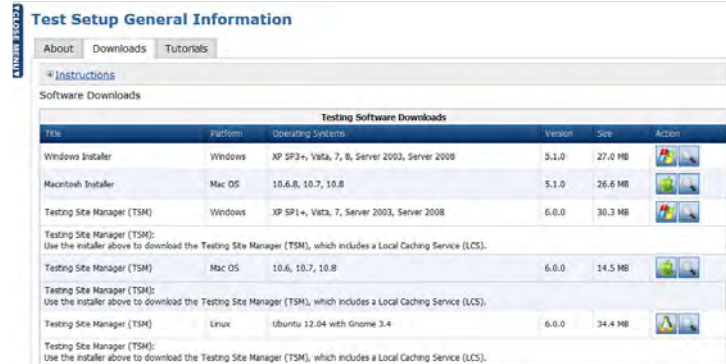 CLOSE MENU
Test Setup General Information
About Downloads Tutorials
Instructions
Software Downloads
Testing Software Downloads
Title Platform Operating Systems Version Size Action
Windows Installer Windows XP SP3+, Vista, 7, 8, Server 2003, Server 2008 5.1.0 27.0 MB
Macintosh Installer Mac OS 10.6.8, 10.7, 10.8 5.1.0 26.6 MB
Testing Site Manager (TSM) Windows XP SP1+, Vista, 7, Server 2003, Server 2008 6.0.0 30.3 MB
Testing Site Manager (TSM):
Use the installer above to download the Testing Site Manager (TSM), which includes a Local Caching Service (LCS).
Testing Site Manager (TSM) Mac OS 10.6, 10.7, 10.8 6.0.0 14.5 MB
Testing Site Manager (TSM):
Use the installer above to download the Testing Site Manager (TSM), which includes a Local Caching Service (LCS).
Testing Site Manager (TSM) Linux Ubuntu 12.04 with Gnome 3.4 6.0.0 34.4 MB
Testing Site Manager (TSM):
Use the installer above to download the Testing Site Manager (TSM), which includes a Local Caching Service (LCS).